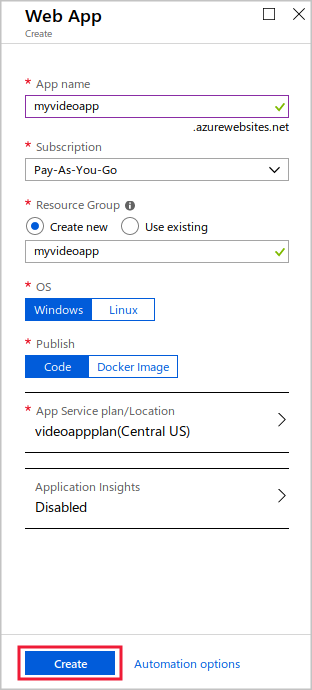 Web App
Create
* App name
myvideoapp
.azurewebsites.net
* Subscription
Pay-As-You-Go
* Resource Group
Create new Use existing
myvideoapp
* OS
Windows Linux
* Publish
Code Docker Image
* App Service plan/Location
videoappplan(Central US)
Application Insights
Disabled
Create Automation options